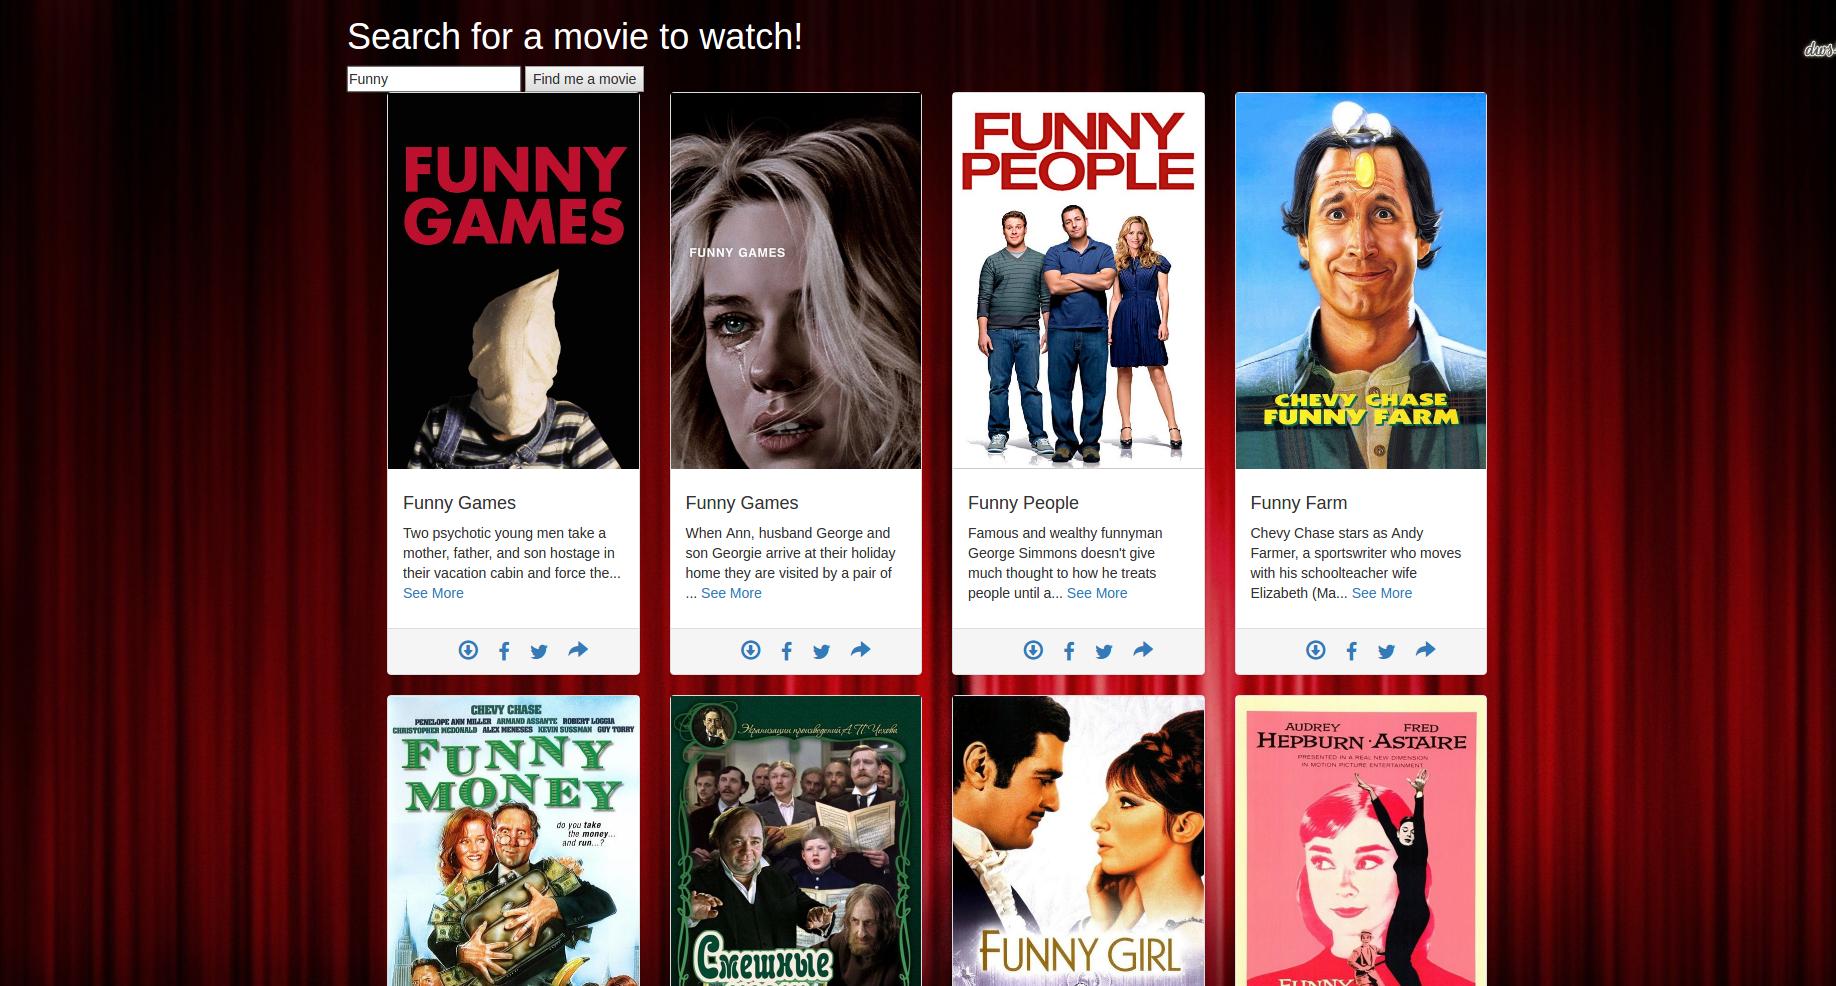 Search for a movie to watch!
Funny
Find me a movie
FUNNY
GAMES
FUNNY GAMES
FUNNY
PEOPLE
CHEVY CHASE
FUNNY FARM
Funny Games
Two psychotic young men take a
mother, father, and son hostage in
their vacation cabin and force the...
See More
Funny Games
When Ann, husband George and
son Georgie arrive at their holiday
home they are visited by a pair of
... See More
Funny People
Famous and wealthy funnyman
George Simmons doesn't give
much thought to how he treats
people until a... See More
Funny Farm
Chevy Chase stars as Andy
Farmer, a sportswriter who moves
with his schoolteacher wife
Elizabeth (Ma... See More
CHEVY CHASE
PENELOPE ANN MILLER ARMAND ASSANTE ROBERT LOGGIA
CHRISTOPHER MCDONALD ALEX MENESES KEVIN SUSSMAN GUY TORRY
FUNNY
MONEY
do you take
the money...
and run...?
Экранизации произведений А. П. Чехова
Смешные
FUNNY GIRL
AUDREY FRED
HEPBURN · ASTAIRE
PRESENTED IN A REAL NEW DIMENSION
IN MOTION PICTURE ENTERTAINMENT
FUNNY